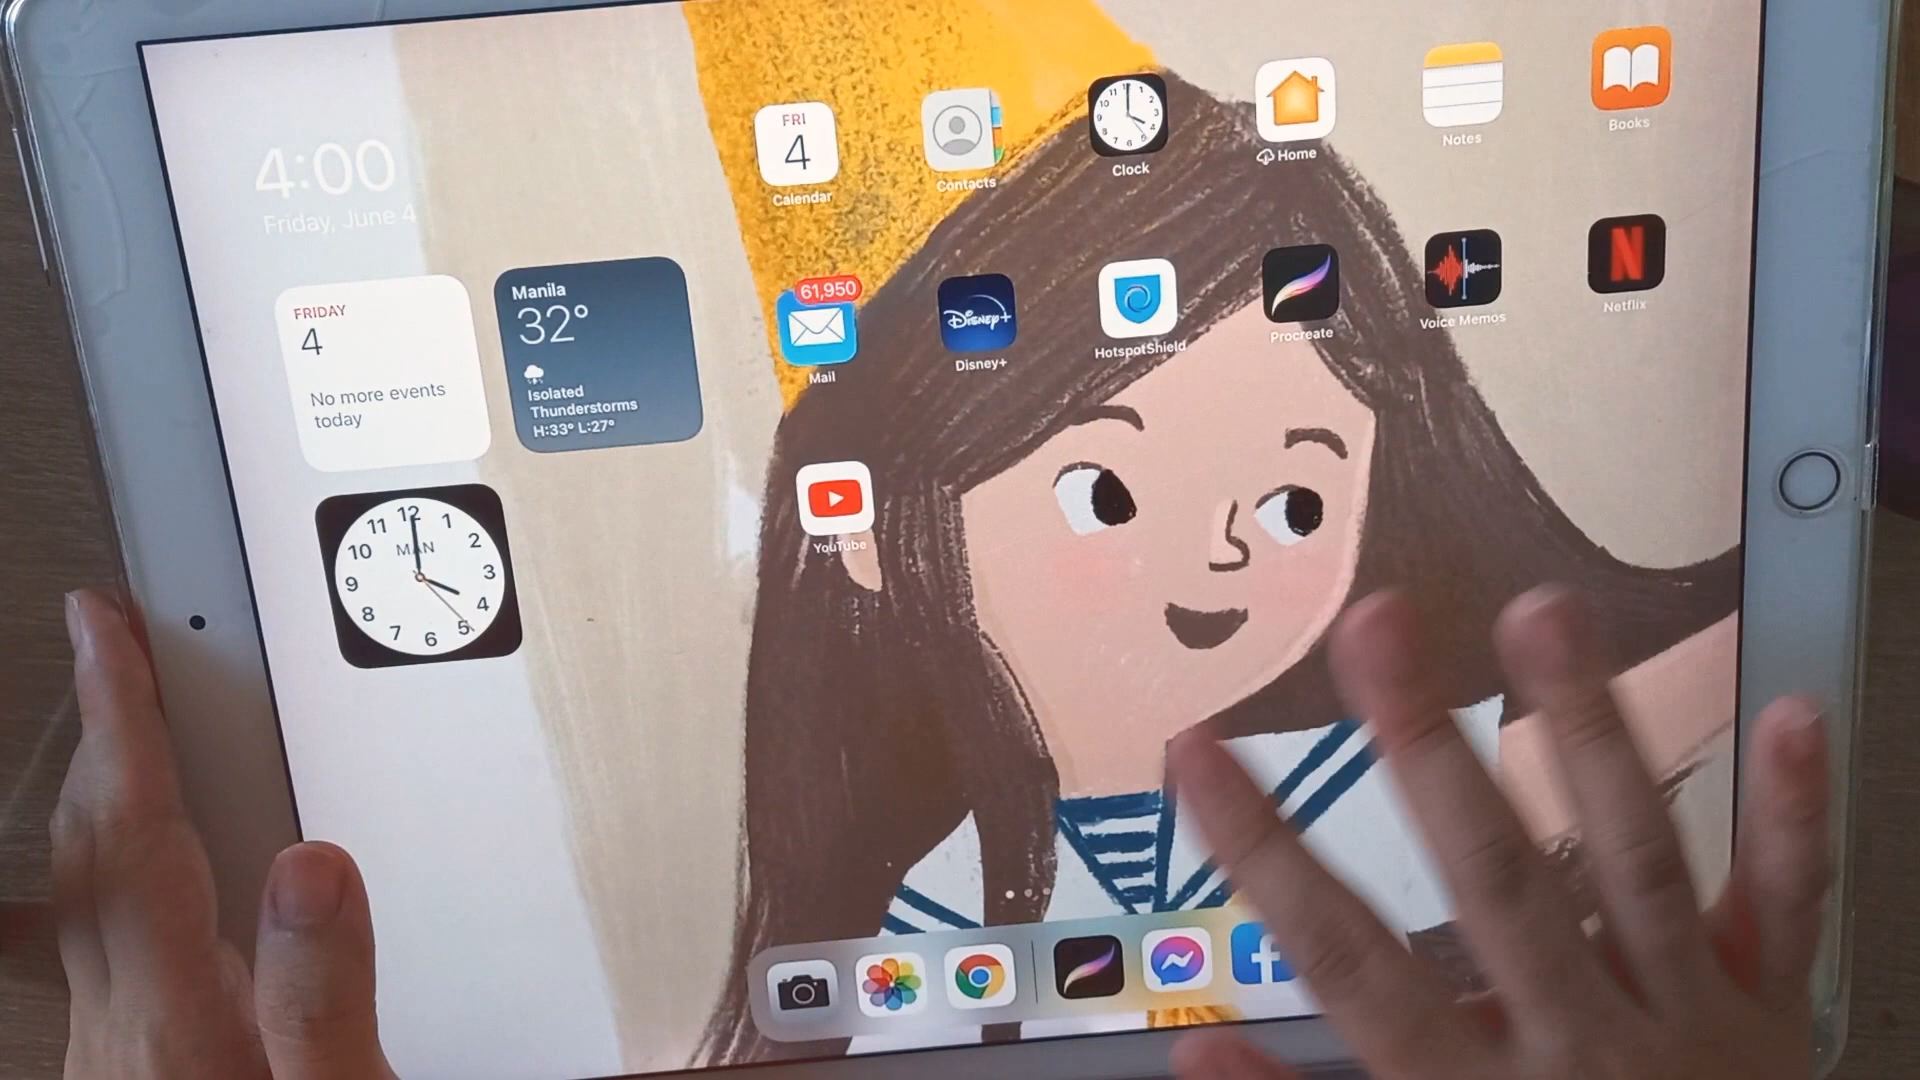 4:00
Friday, June 4
FRIDAY
4
No more events
today
Manila
32°
Isolated
Thunderstorms
H:33° L:27°
12
11
1
10
MAN
2
9
3
8
4
7
6
5
FRI
4
Calendar
Contacts
Clock
Home
Notes
Books
61,950
Mail
Disney+
Disney+
HotspotShield
Procreate
Voice Memos
N
Netflix
YouTube
f